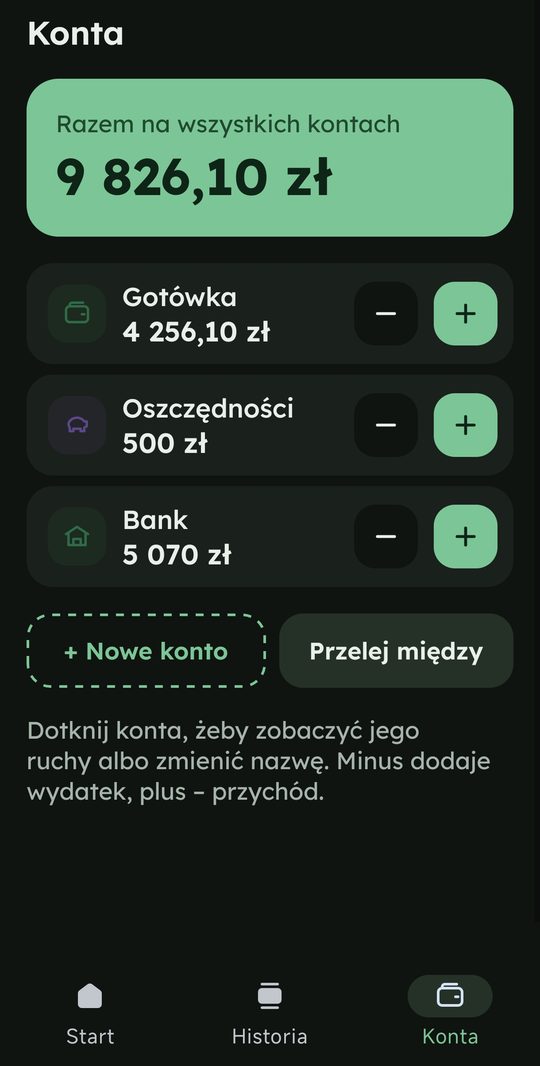 Konta
Razem na wszystkich kontach
9 826,10 zł
Gotówka
4 256,10 zł
Oszczędności
500 zł
Bank
5 070 zł
+ Nowe konto
Przelej między
Dotknij konta, żeby zobaczyć jego
ruchy albo zmienić nazwę. Minus dodaje
wydatek, plus – przychód.
Start
Historia
Konta